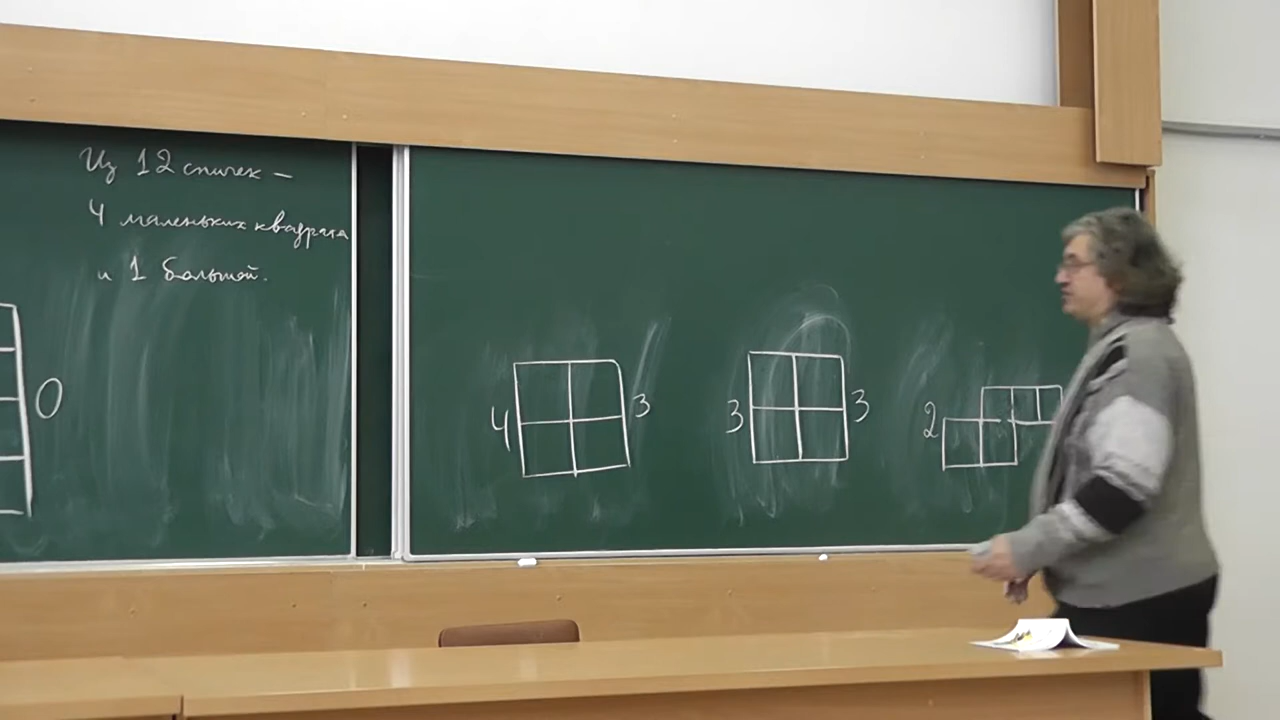 Из 12 спичек –
4 маленьких квадрата
и 1 большой.
0
4 3
3 3
2